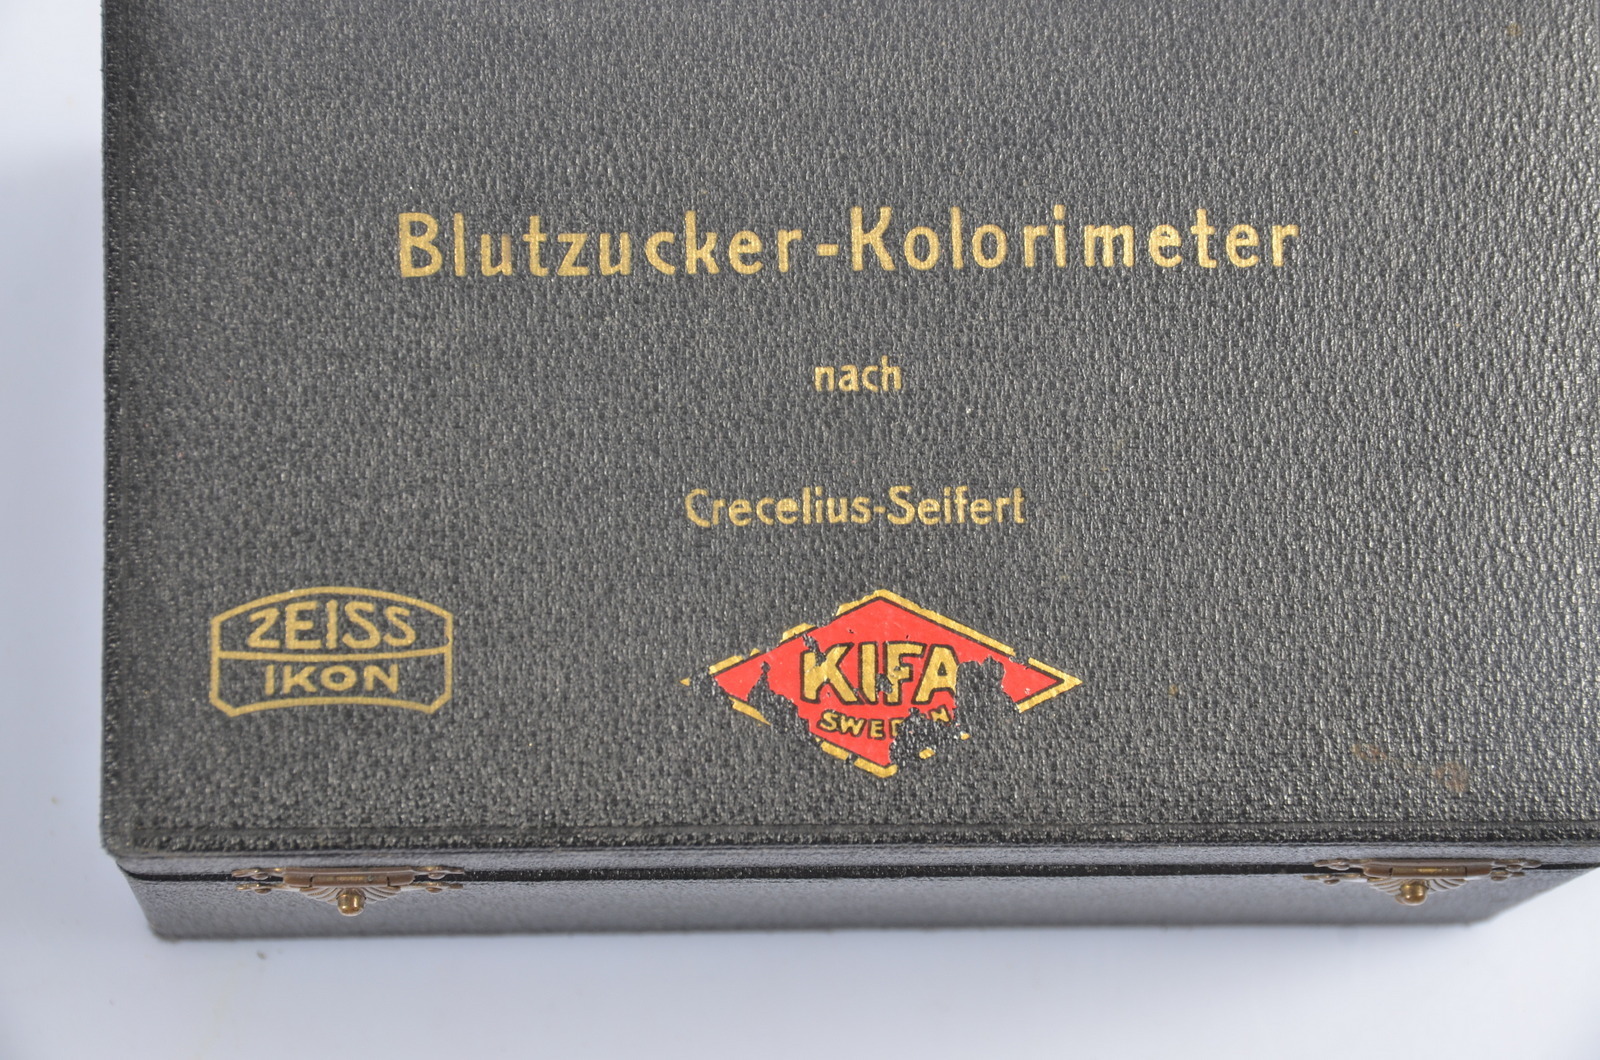 Blutzucker-Kolorimeter
nach
Crecelius-Seifert
ZEISS
IKON
KIFA